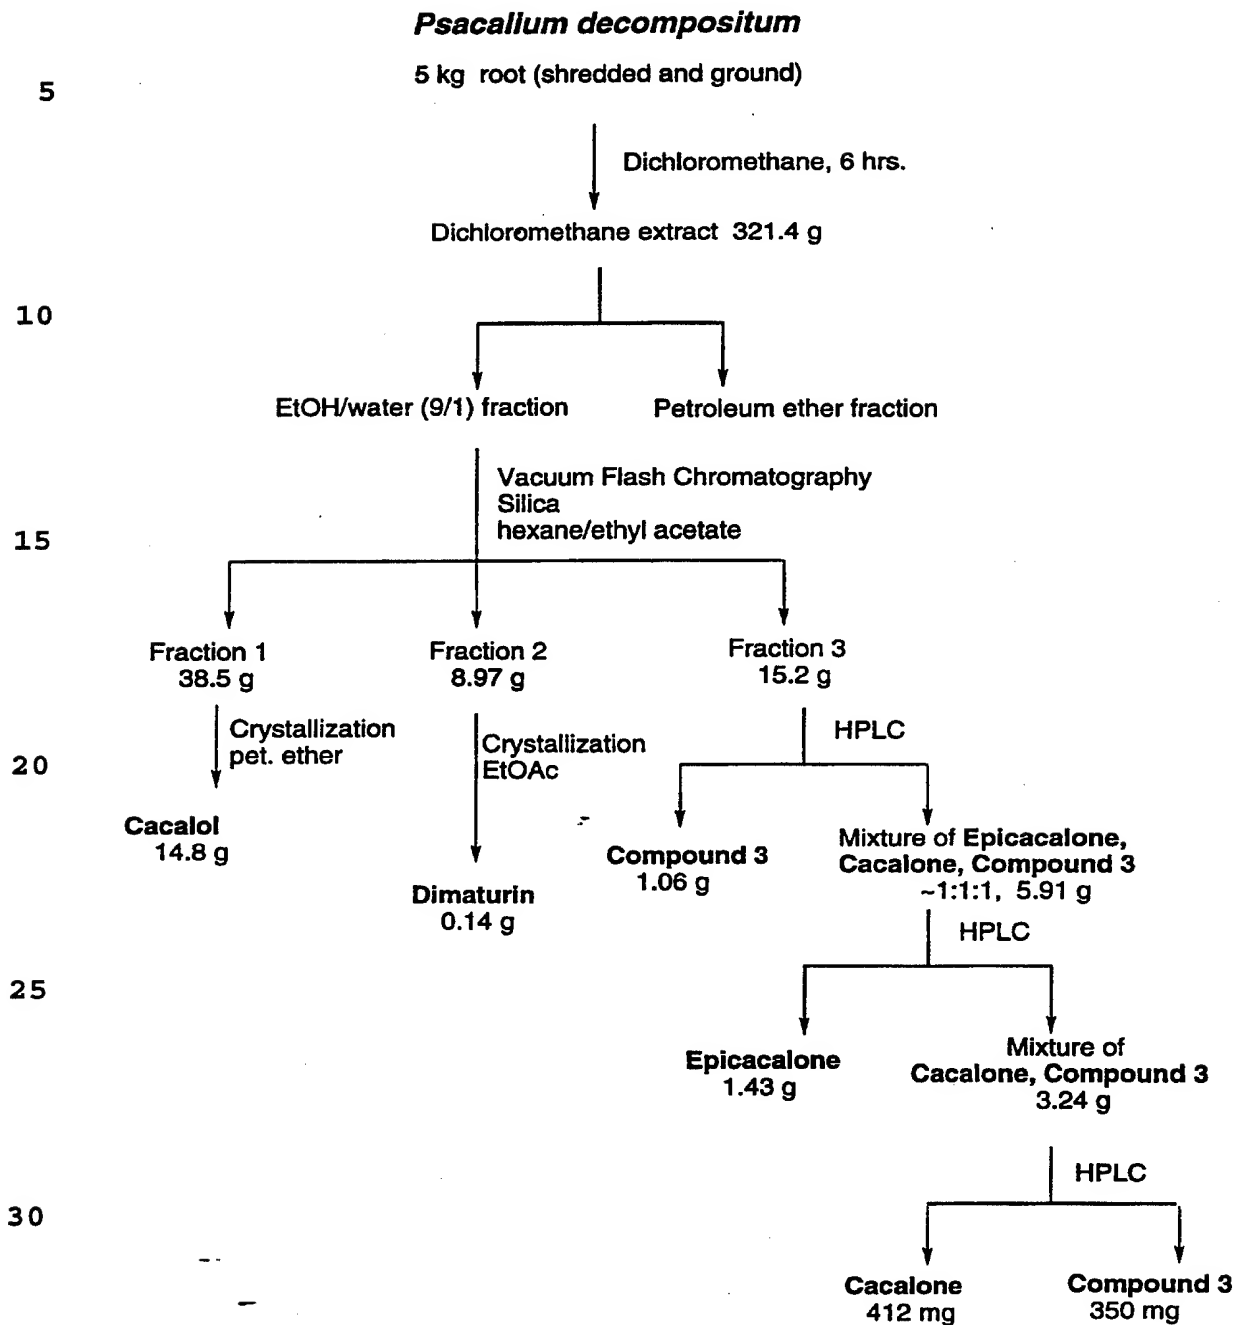 Psacalium decompositum
5 kg root (shredded and ground)
5
Dichloromethane, 6 hrs.
Dichloromethane extract 321.4 g
10
EtOH/water (9/1) fraction
Petroleum ether fraction
Vacuum Flash Chromatography
Silica
hexane/ethyl acetate
15
Fraction 1
38.5 g
Fraction 2
8.97 g
Fraction 3
15.2 g
Crystallization
pet. ether
Crystallization
EtOAc
HPLC
20
Cacalol
14.8 g
Dimaturin
0.14 g
Compound 3
1.06 g
Mixture of Epicacalone,
Cacalone, Compound 3
~1:1:1, 5.91 g
HPLC
25
Epicacalone
1.43 g
Mixture of
Cacalone, Compound 3
3.24 g
HPLC
30
Cacalone
412 mg
Compound 3
350 mg